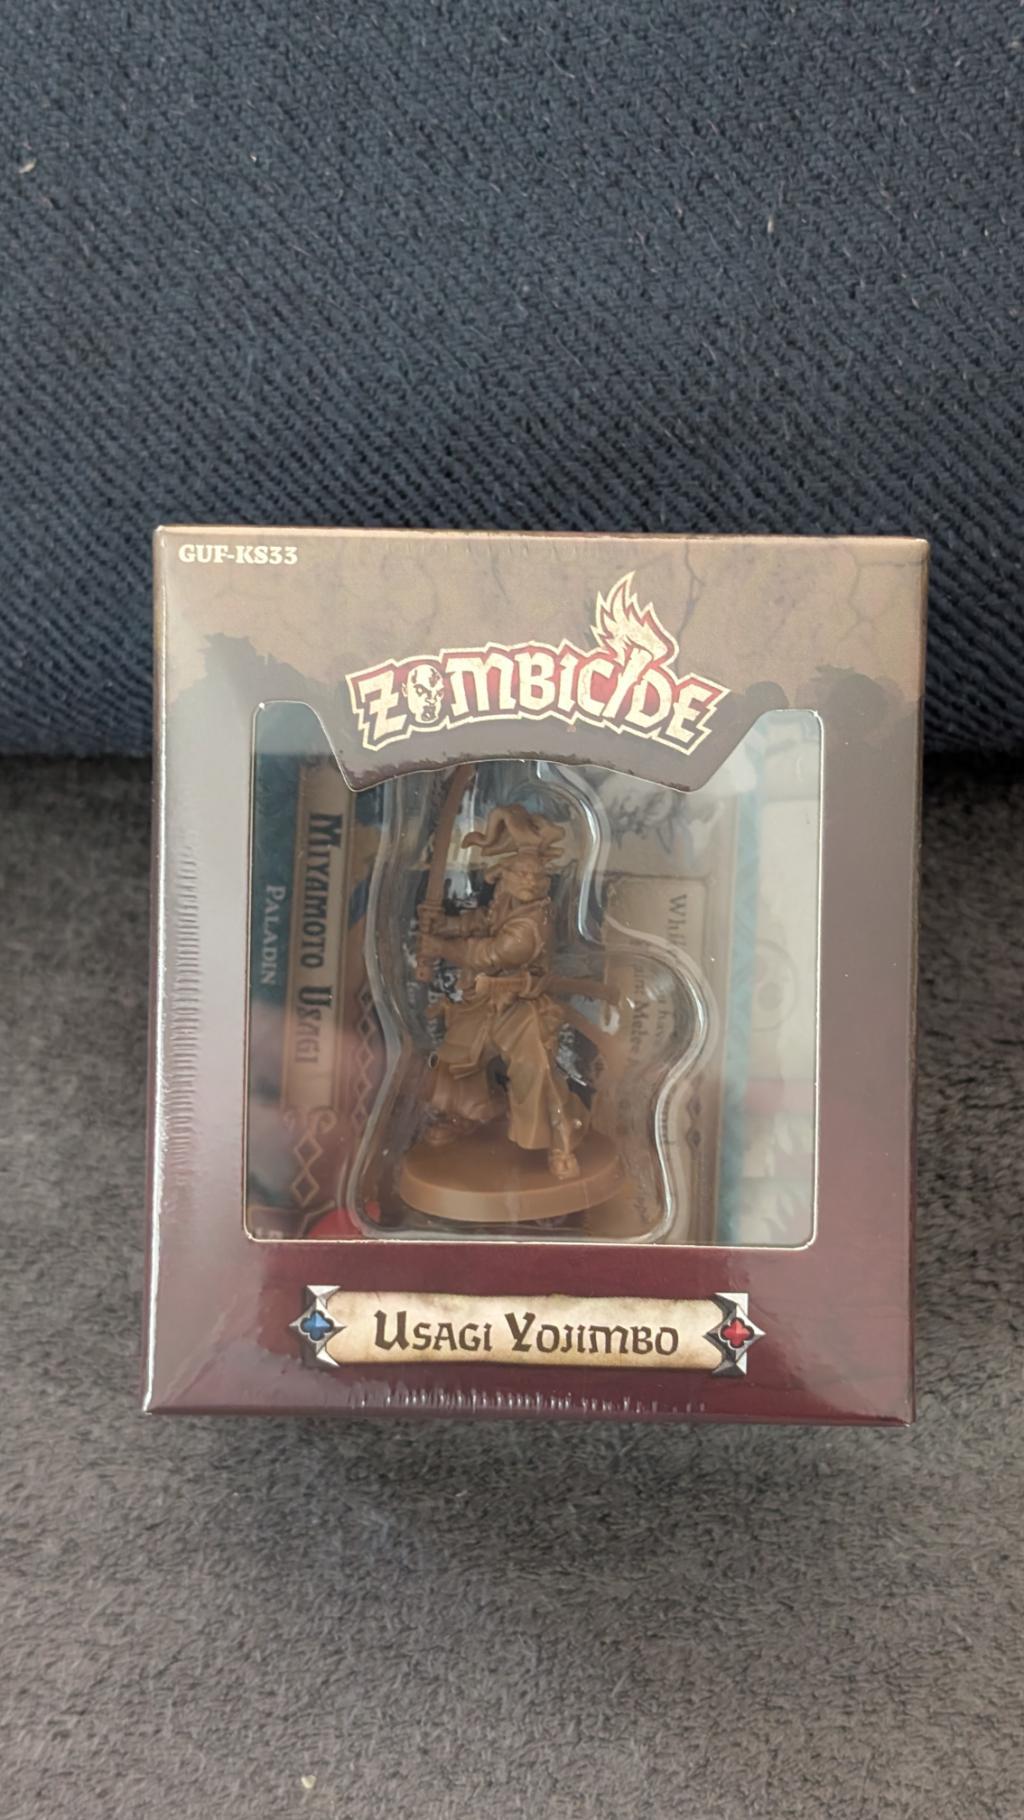 GUF-KS33
ZOMBICIDE
MIYAMOTO USAGI
PALADIN
USAGI YOJIMBO